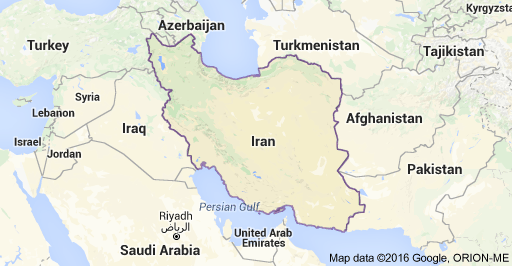 Kyrgyzstan
Azerbaijan
Turkey
Turkmenistan
Tajikistan
Syria
Lebanon
Afghanistan
Iraq
Iran
Israel
Jordan
Pakistan
Persian Gulf
Riyadh
الرياض
United Arab
Emirates
Saudi Arabia
Map data ©2016 Google, ORION-ME